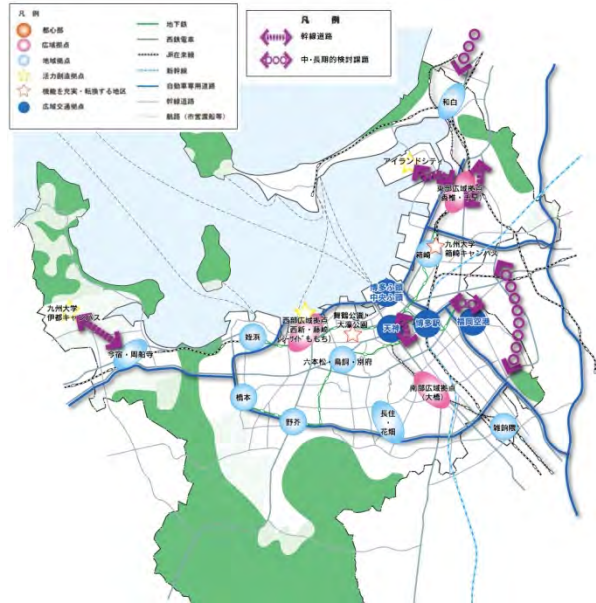 凡　例
都心部
広域拠点
地域拠点
活力創造拠点
機能を充実・転換する地区
広域交通拠点
地下鉄
西鉄電車
JR在来線
新幹線
自動車専用道路
幹線道路
航路（市営渡船等）
凡　例
幹線道路
中・長期的検討課題
和白
アイランドシティ
東部広域拠点
香椎・千早
九州大学
箱崎キャンパス
箱崎
博多公園
中央公園
九州大学
伊都キャンパス
西部広域拠点
（西新・藤崎
シーサイドももち）
舞鶴公園・
大濠公園
天神
博多駅
福岡空港
姪浜
今宿・周船寺
六本松・鳥飼・別府
南部広域拠点
（大橋）
橋本
野芥
長住
・
花畑
雑餉隈